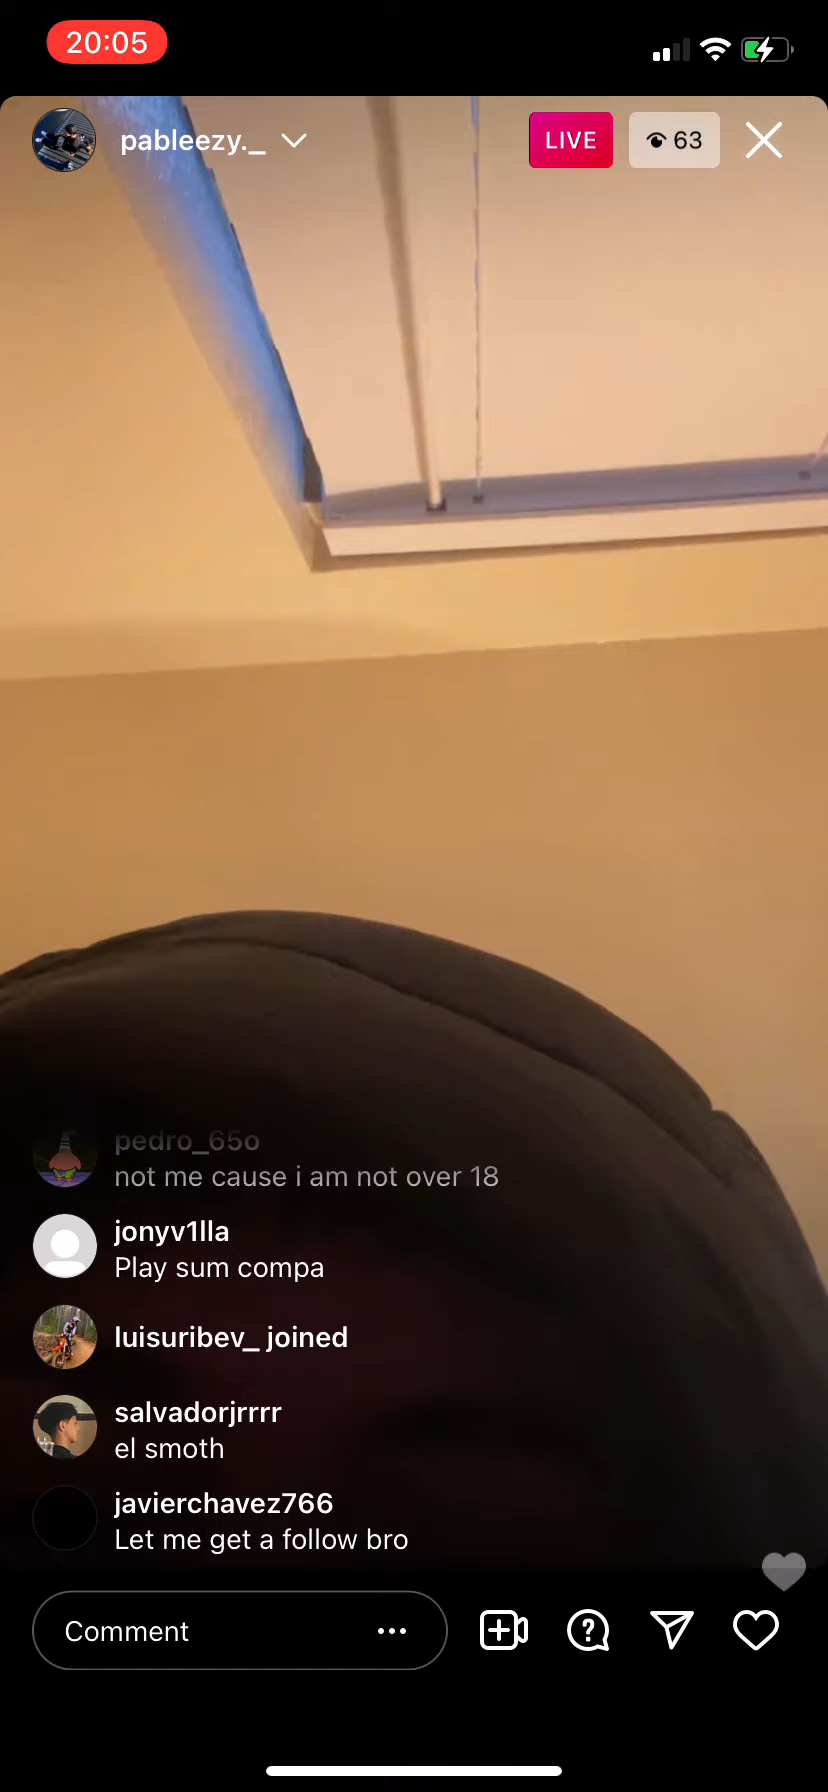 20:05
pableezy._
LIVE
63
pedro_65o
not me cause i am not over 18
jonyv1lla
Play sum compa
luisuribev_ joined
salvadorjrrrr
el smoth
javierchavez766
Let me get a follow bro
Comment